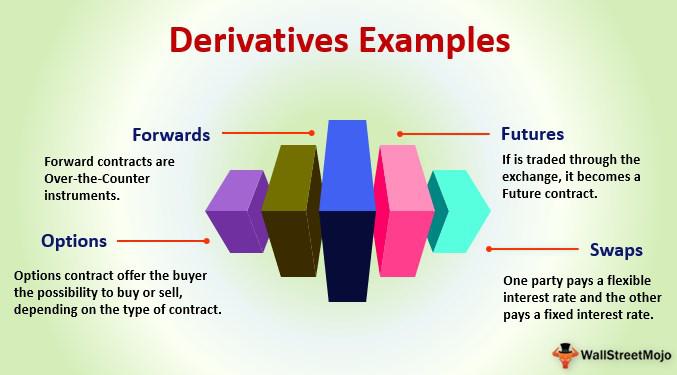 Derivatives Examples
Forwards
Forward contracts are
Over-the-Counter
instruments.
Futures
If is traded through the
exchange, it becomes a
Future contract.
Options
Options contract offer the buyer
the possibility to buy or sell,
depending on the type of contract.
Swaps
One party pays a flexible
interest rate and the other
pays a fixed interest rate.
WallStreetMojo